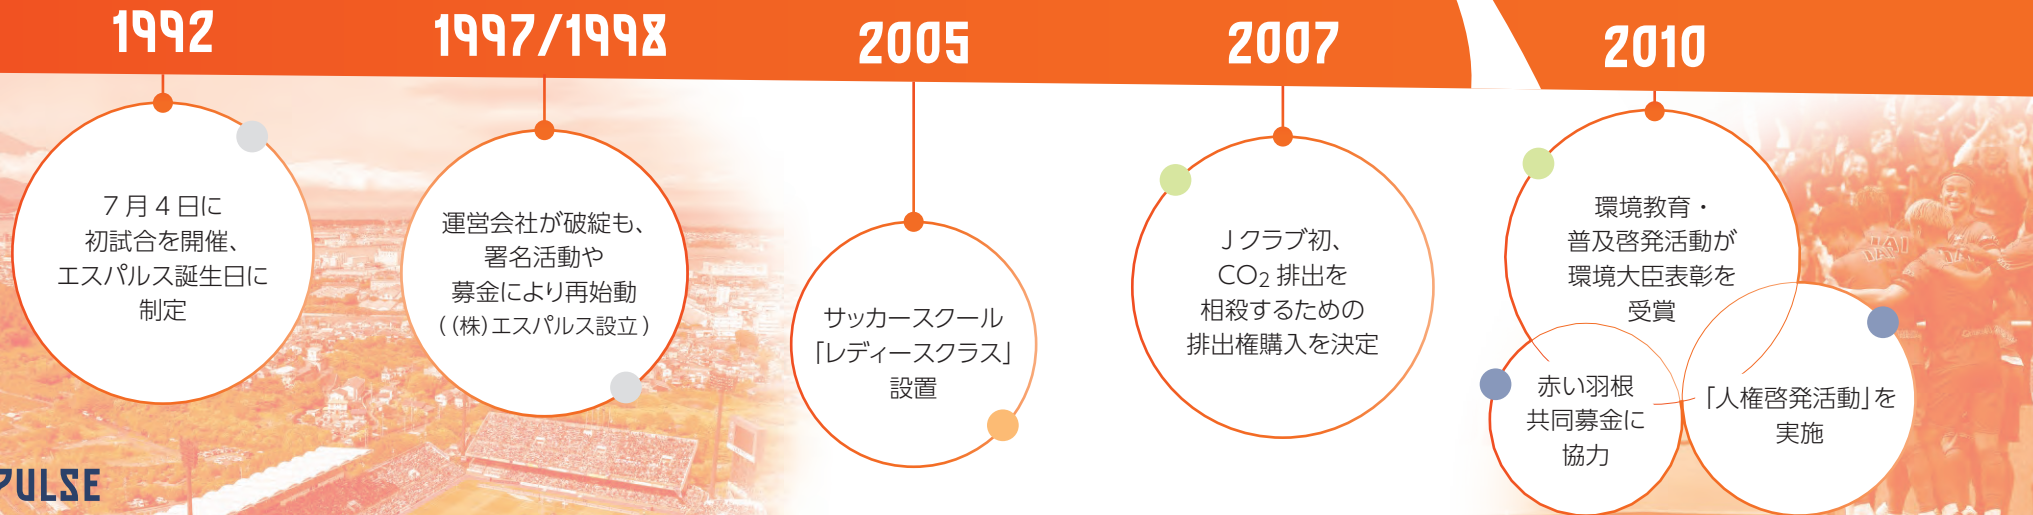 1992
7月4日に
初試合を開催、
エスパルス誕生日に
制定
1997/1998
運営会社が破綻も、
署名活動や
募金により再始動
((株)エスパルス設立)
2005
サッカースクール
「レディースクラス」
設置
2007
Jクラブ初、
CO2排出を
相殺するための
排出権購入を決定
2010
環境教育・
普及啓発活動が
環境大臣表彰を
受賞
赤い羽根
共同募金に
協力
「人権啓発活動」を
実施
PULSE